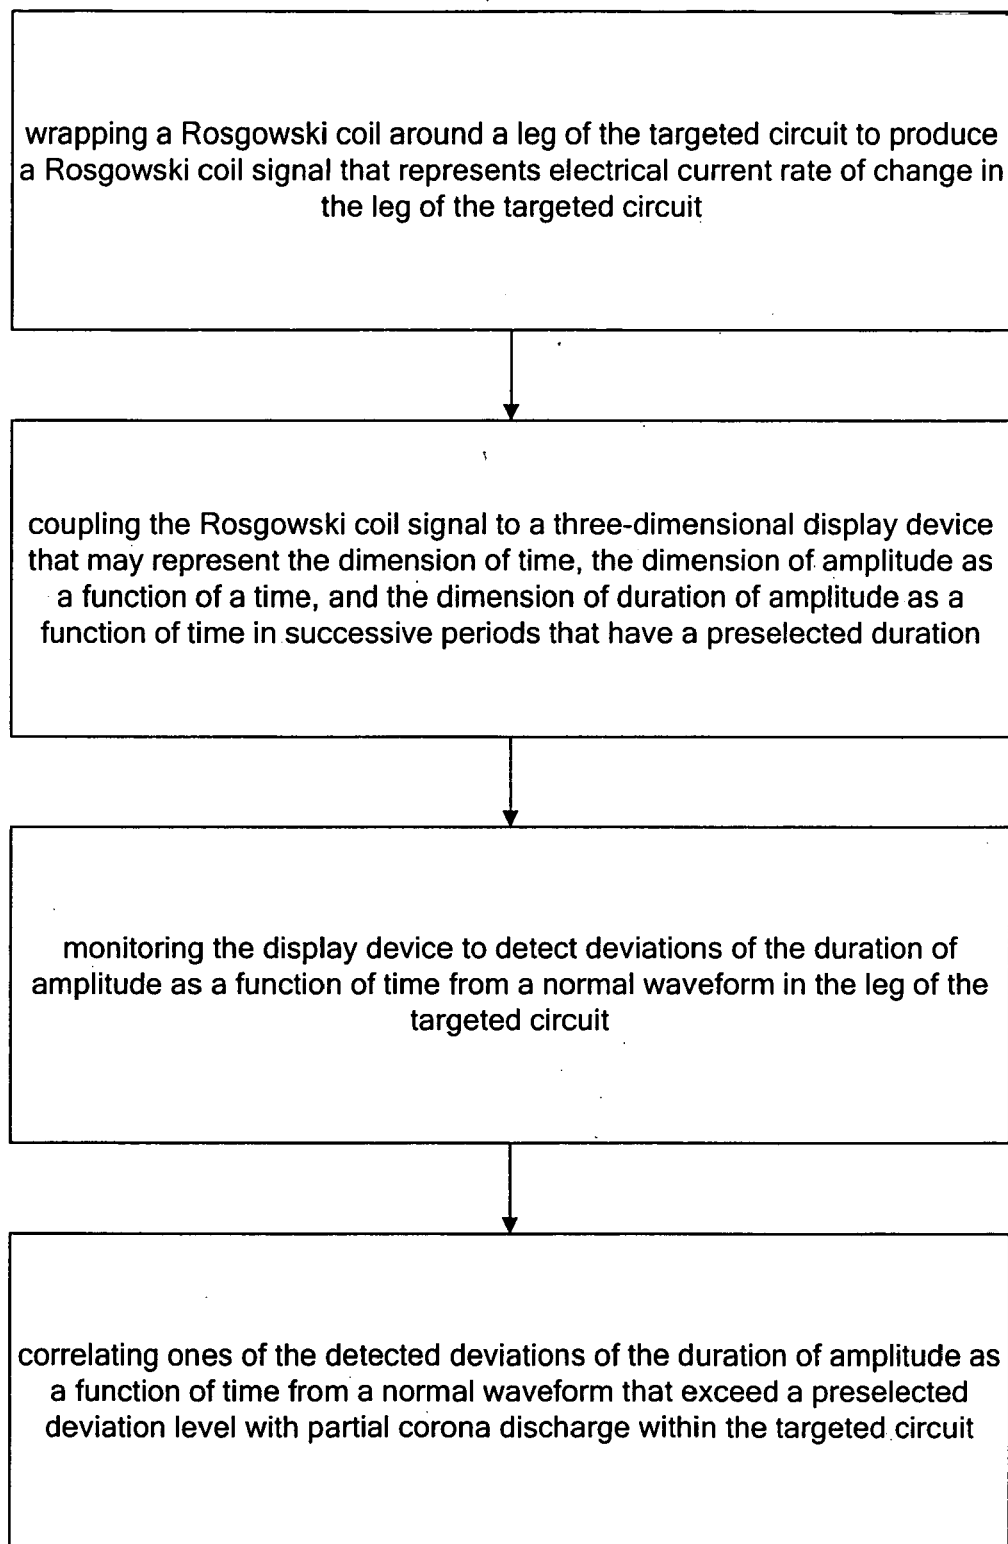 wrapping a Rosgowski coil around a leg of the targeted circuit to produce
a Rosgowski coil signal that represents electrical current rate of change in
the leg of the targeted circuit
coupling the Rosgowski coil signal to a three-dimensional display device
that may represent the dimension of time, the dimension of amplitude as
a function of a time, and the dimension of duration of amplitude as a
function of time in successive periods that have a preselected duration
monitoring the display device to detect deviations of the duration of
amplitude as a function of time from a normal waveform in the leg of the
targeted circuit
correlating ones of the detected deviations of the duration of amplitude as
a function of time from a normal waveform that exceed a preselected
deviation level with partial corona discharge within the targeted circuit